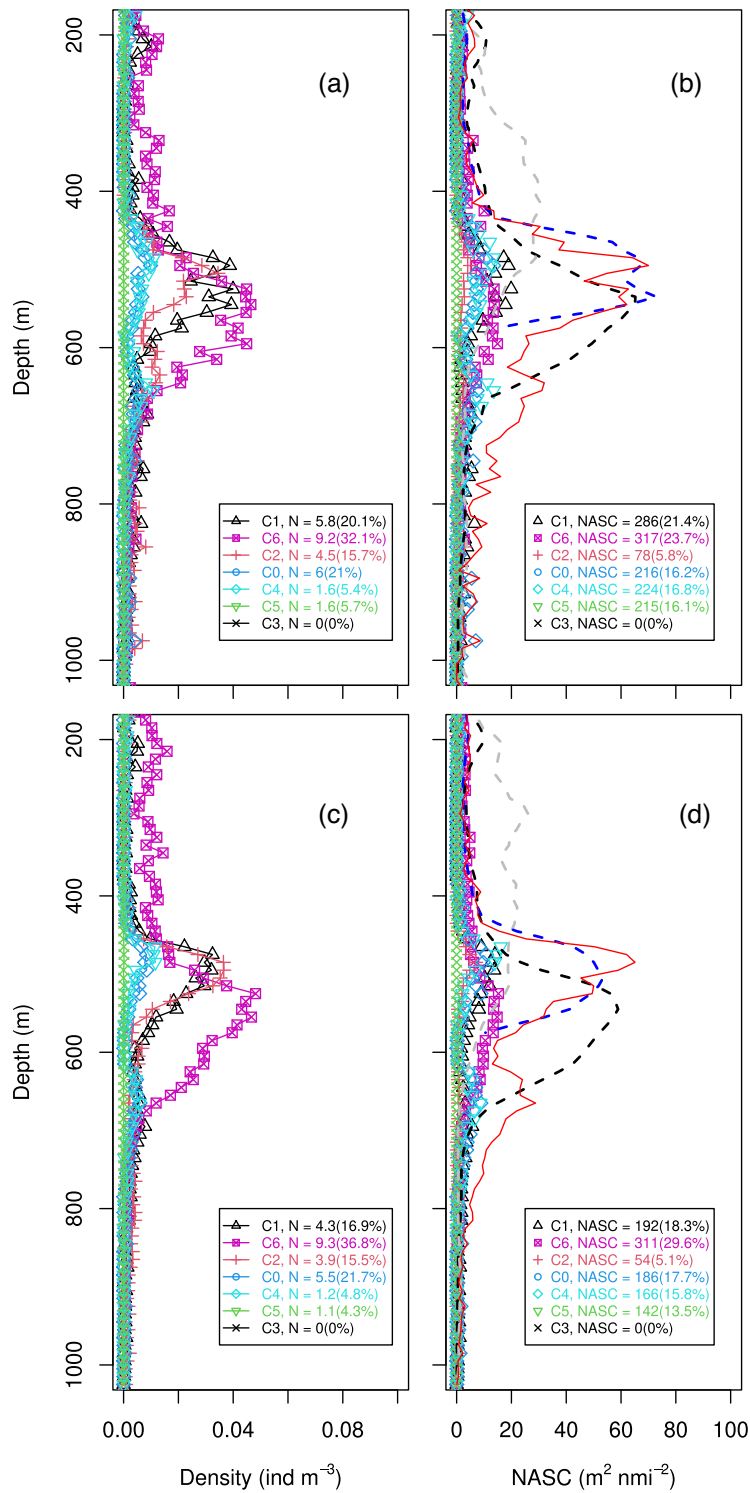 (a)
200
400
600
800
1000
Depth (m)
C1, N = 5.8(20.1%)
C6, N = 9.2(32.1%)
C2, N = 4.5(15.7%)
C0, N = 6(21%)
C4, N = 1.6(5.4%)
C5, N = 1.6(5.7%)
C3, N = 0(0%)
(b)
C1, NASC = 286(21.4%)
C6, NASC = 317(23.7%)
C2, NASC = 78(5.8%)
C0, NASC = 216(16.2%)
C4, NASC = 224(16.8%)
C5, NASC = 215(16.1%)
C3, NASC = 0(0%)
(c)
200
400
600
800
1000
Depth (m)
C1, N = 4.3(16.9%)
C6, N = 9.3(36.8%)
C2, N = 3.9(15.5%)
C0, N = 5.5(21.7%)
C4, N = 1.2(4.8%)
C5, N = 1.1(4.3%)
C3, N = 0(0%)
0.00 0.04 0.08
Density (ind m⁻³)
(d)
C1, NASC = 192(18.3%)
C6, NASC = 311(29.6%)
C2, NASC = 54(5.1%)
C0, NASC = 186(17.7%)
C4, NASC = 166(15.8%)
C5, NASC = 142(13.5%)
C3, NASC = 0(0%)
0 20 40 60 80 100
NASC (m² nmi⁻²)